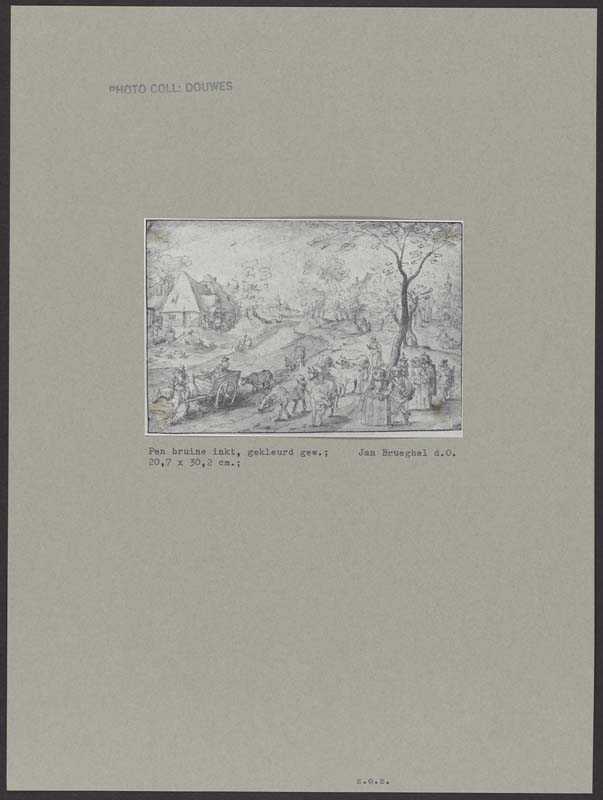 PHOTO COLL: DOUWES
Pen bruine inkt, gekleurd gew.; Jan Brueghel d.O.
20,7 x 30,2 cm.;
z.o.z.